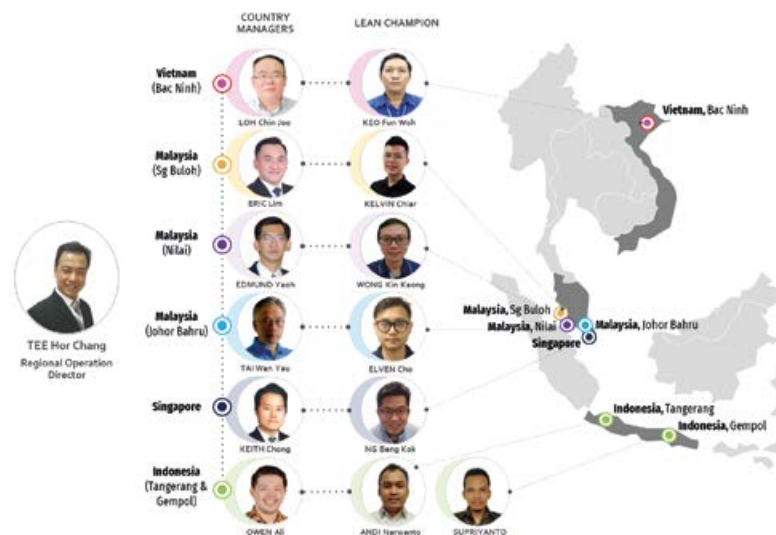 COUNTRY
MANAGERS
LEAN CHAMPION
Vietnam
(Bac Ninh)
LOH Chin Joo
KEO Fun Woh
Malaysia
(Sg Buloh)
ERIC Lim
KELVIN Chiar
Malaysia
(Nilai)
EDMUND Yaoh
WONG Kin Keong
Malaysia
(Johor Bahru)
TAI Wan Yau
ELVEN Cho
Singapore
KEITH Chong
NG Beng Kok
Indonesia
(Tangerang &
Gempol)
OWEN Ali
ANDI Narwanto
SUPRIYANTO
TEE Hor Chang
Regional Operation
Director
Vietnam, Bac Ninh
Malaysia, Sg Buloh
Malaysia, Nilai
Malaysia, Johor Bahru
Singapore
Indonesia, Tangerang
Indonesia, Gempol